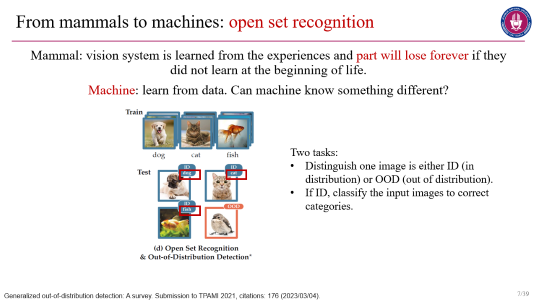 From mammals to machines: open set recognition
Mammal: vision system is learned from the experiences and part will lose forever if they
did not learn at the beginning of life.
Machine: learn from data. Can machine know something different?
Train
dog cat fish
Test
ID
dog
ID
cat
ID
fish
OOD
(d) Open Set Recognition
& Out-of-Distribution Detection*
Two tasks:
• Distinguish one image is either ID (in
distribution) or OOD (out of distribution).
• If ID, classify the input images to correct
categories.
Generalized out-of-distribution detection: A survey. Submission to TPAMI 2021, citations: 176 (2023/03/04)
7/39